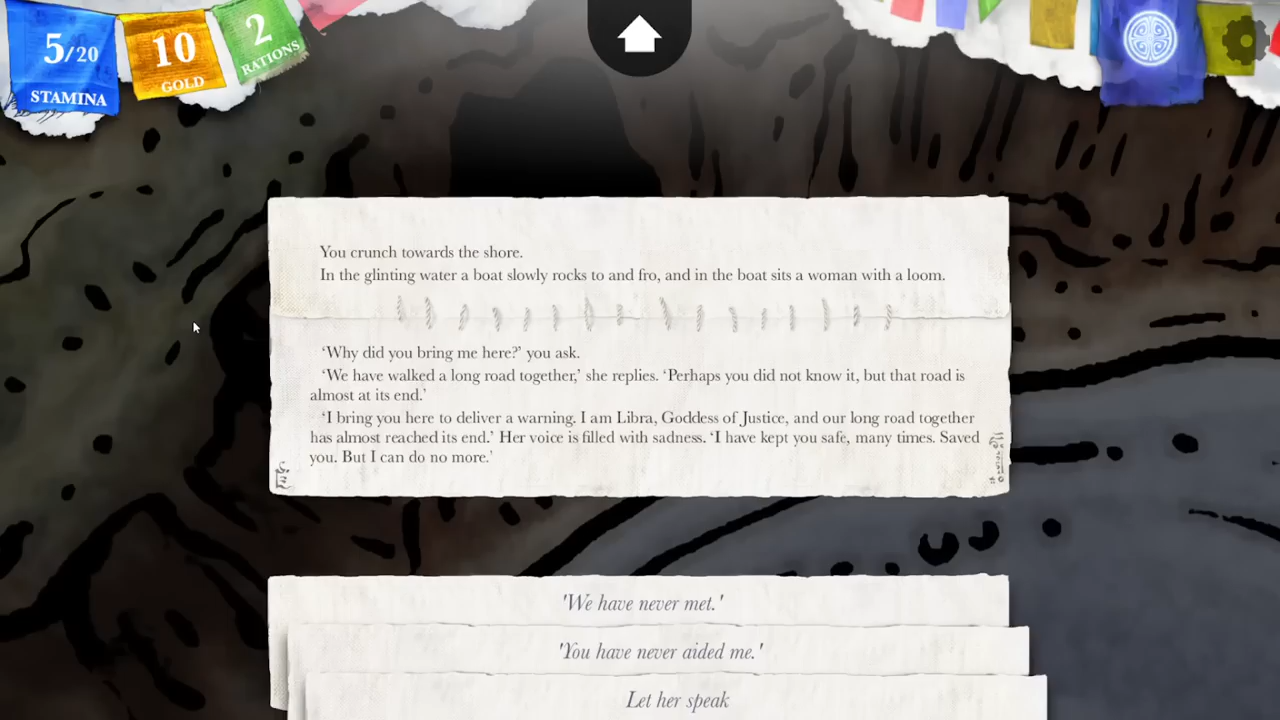 5/20
STAMINA
10
GOLD
2
RATIONS
You crunch towards the shore.
In the glinting water a boat slowly rocks to and fro, and in the boat sits a woman with a loom.
‘Why did you bring me here?’ you ask.
‘We have walked a long road together,’ she replies. ‘Perhaps you did not know it, but that road is
almost at its end.’
‘I bring you here to deliver a warning. I am Libra, Goddess of Justice, and our long road together
has almost reached its end.’ Her voice is filled with sadness. ‘I have kept you safe, many times. Saved
you. But I can do no more.’
'We have never met.'
'You have never aided me.'
Let her speak